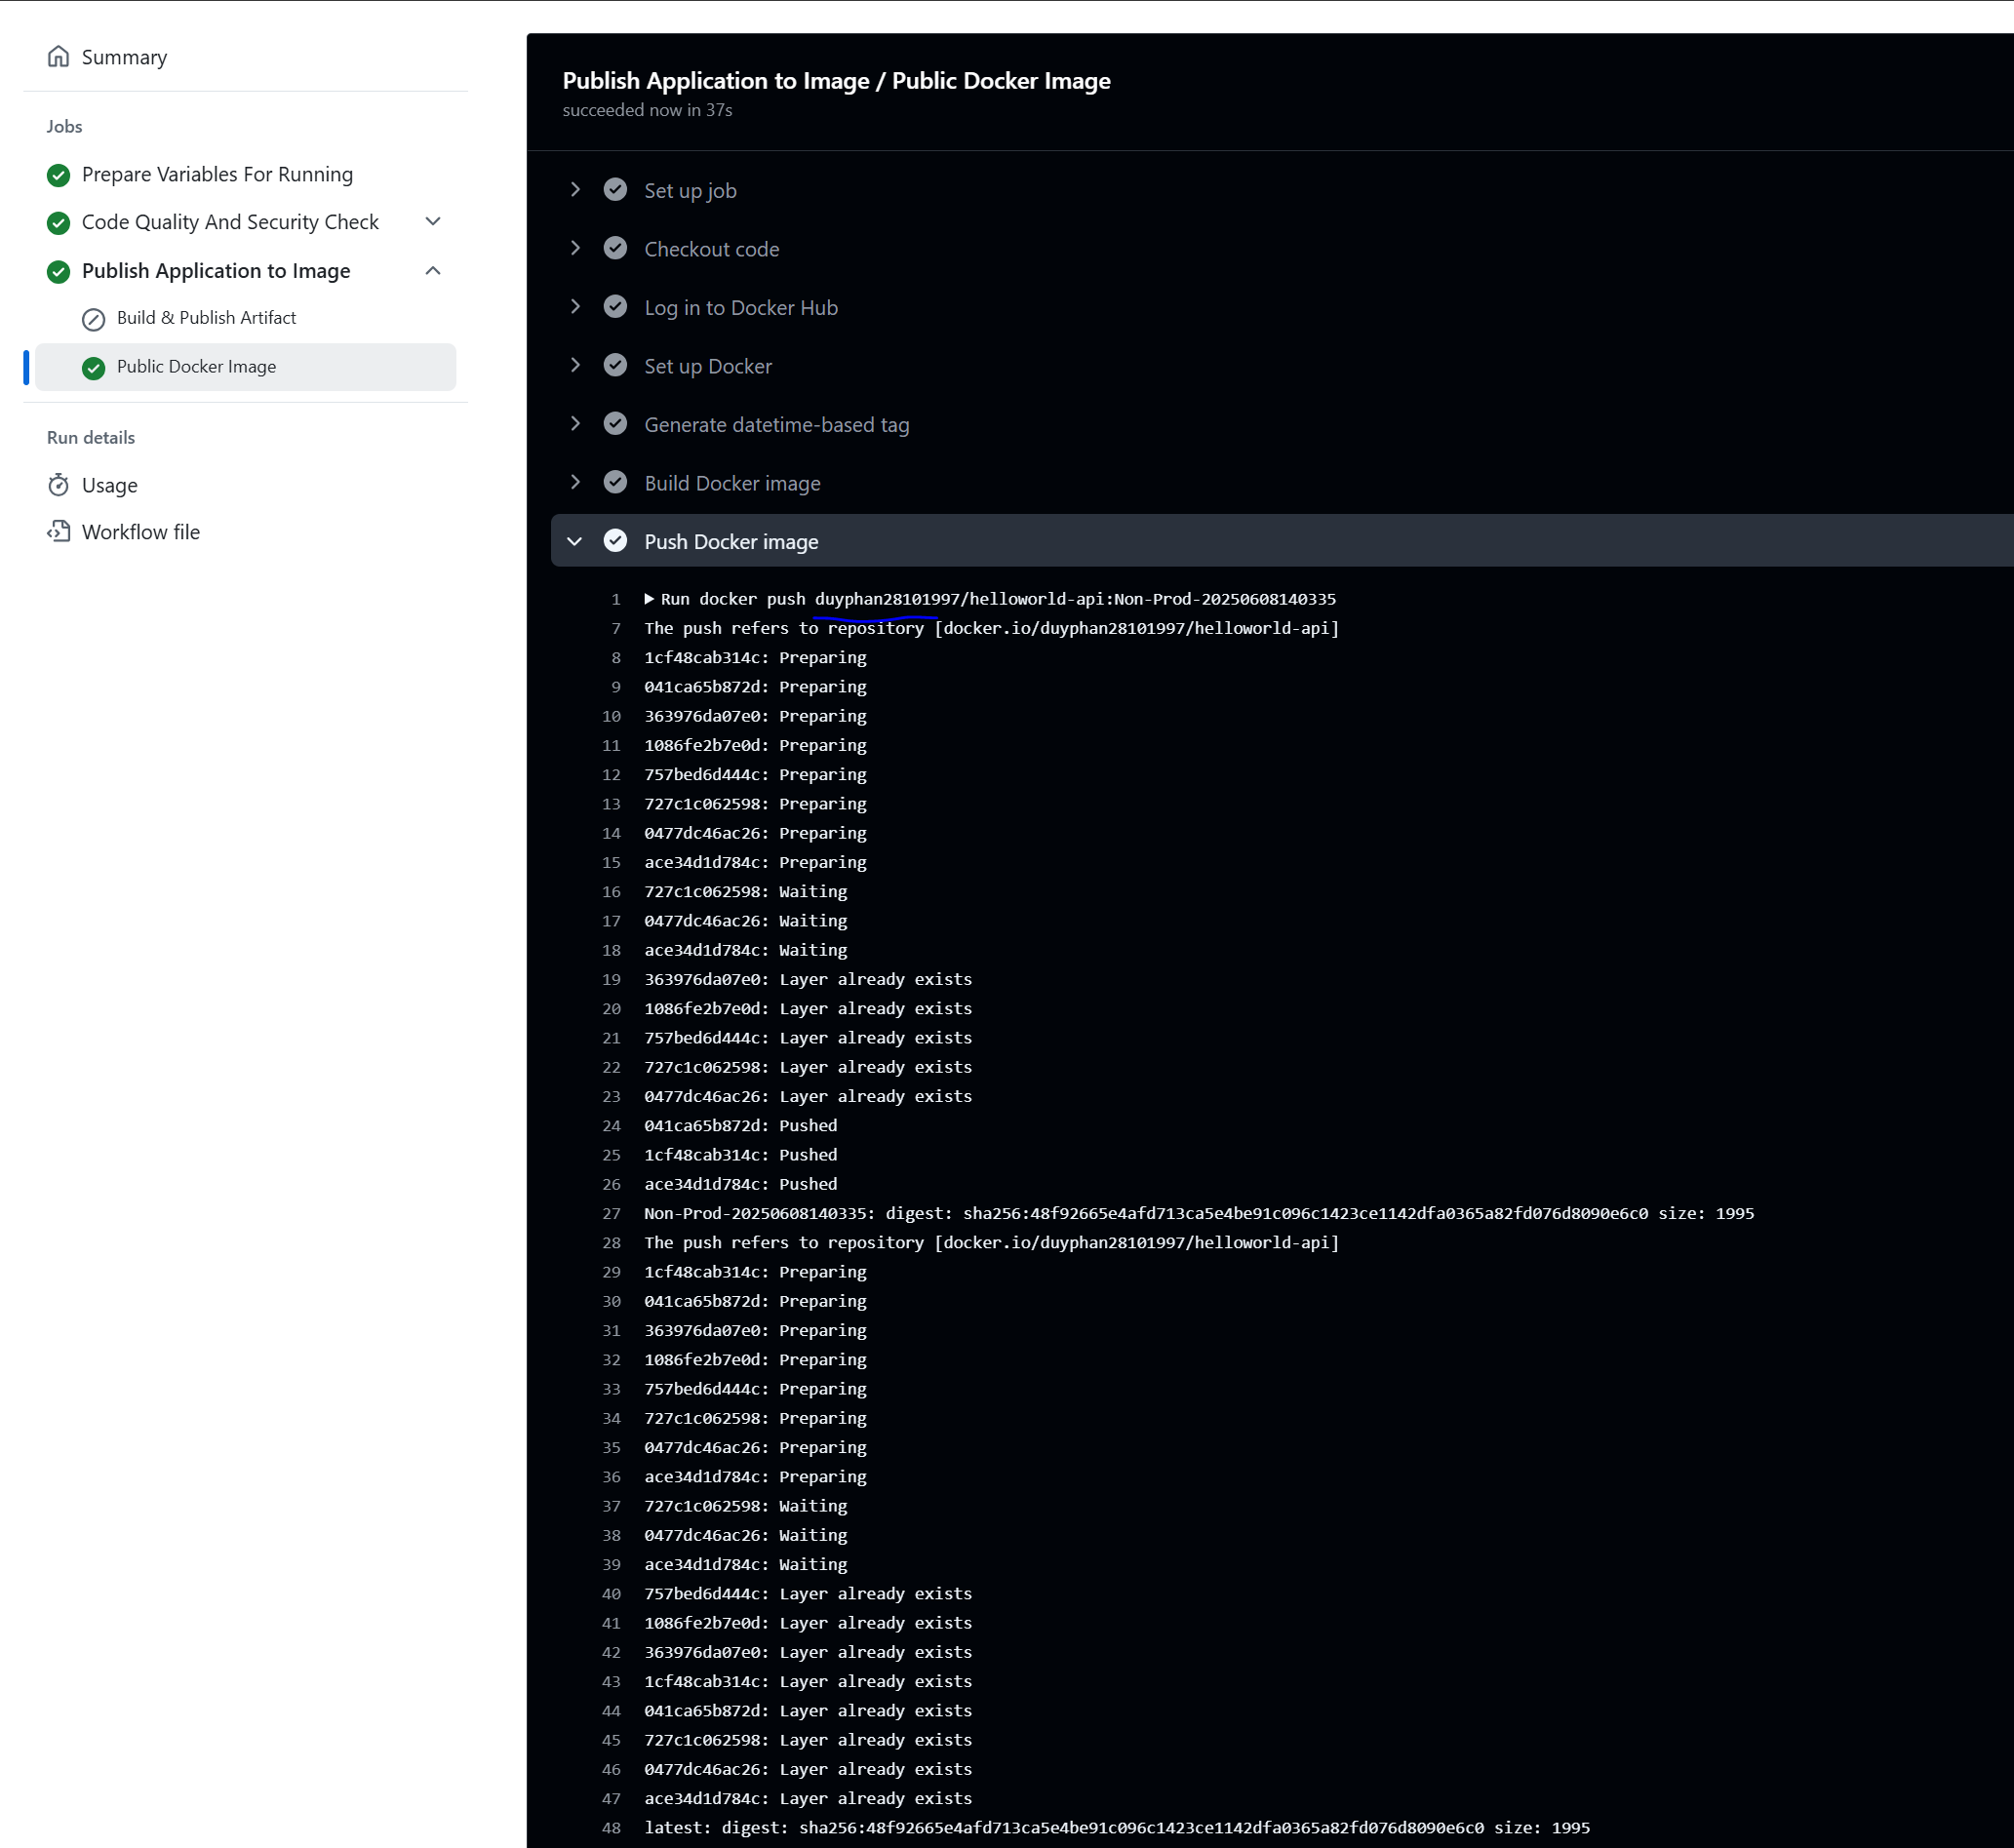 Summary
Jobs
Prepare Variables For Running
Code Quality And Security Check
Publish Application to Image
Build & Publish Artifact
Public Docker Image
Run details
Usage
Workflow file
Publish Application to Image / Public Docker Image
succeeded now in 37s
Set up job
Checkout code
Log in to Docker Hub
Set up Docker
Generate datetime-based tag
Build Docker image
Push Docker image
1 Run docker push duyphan28101997/helloworld-api:Non-Prod-20250608140335
7 The push refers to repository [docker.io/duyphan28101997/helloworld-api]
8 1cf48cab314c: Preparing
9 041ca65b872d: Preparing
10 363976da07e0: Preparing
11 1086fe2b7e0d: Preparing
12 757bed6d444c: Preparing
13 727c1c062598: Preparing
14 0477dc46ac26: Preparing
15 ace34d1d784c: Preparing
16 727c1c062598: Waiting
17 0477dc46ac26: Waiting
18 ace34d1d784c: Waiting
19 363976da07e0: Layer already exists
20 1086fe2b7e0d: Layer already exists
21 757bed6d444c: Layer already exists
22 727c1c062598: Layer already exists
23 0477dc46ac26: Layer already exists
24 041ca65b872d: Pushed
25 1cf48cab314c: Pushed
26 ace34d1d784c: Pushed
27 Non-Prod-20250608140335: digest: sha256:48f92665e4afd713ca5e4be91c096c1423ce1142dfa0365a82fd076d8090e6c0 size: 1995
28 The push refers to repository [docker.io/duyphan28101997/helloworld-api]
29 1cf48cab314c: Preparing
30 041ca65b872d: Preparing
31 363976da07e0: Preparing
32 1086fe2b7e0d: Preparing
33 757bed6d444c: Preparing
34 727c1c062598: Preparing
35 0477dc46ac26: Preparing
36 ace34d1d784c: Preparing
37 727c1c062598: Waiting
38 0477dc46ac26: Waiting
39 ace34d1d784c: Waiting
40 757bed6d444c: Layer already exists
41 1086fe2b7e0d: Layer already exists
42 363976da07e0: Layer already exists
43 1cf48cab314c: Layer already exists
44 041ca65b872d: Layer already exists
45 727c1c062598: Layer already exists
46 0477dc46ac26: Layer already exists
47 ace34d1d784c: Layer already exists
48 latest: digest: sha256:48f92665e4afd713ca5e4be91c096c1423ce1142dfa0365a82fd076d8090e6c0 size: 1995